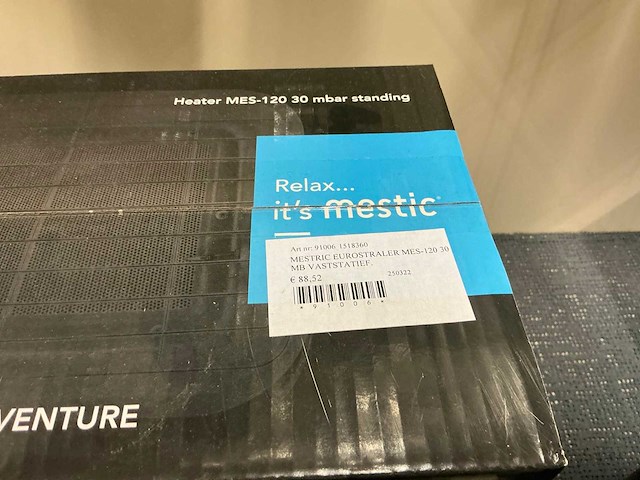 Heater MES-120 30 mbar standing
Relax...
it's mestic
Art nr: 91006 1518360
MESTRIC EUROSTRALER MES-120 30
MB VASTSTATIEF.
€ 88,52
250322
*91006*
VENTURE